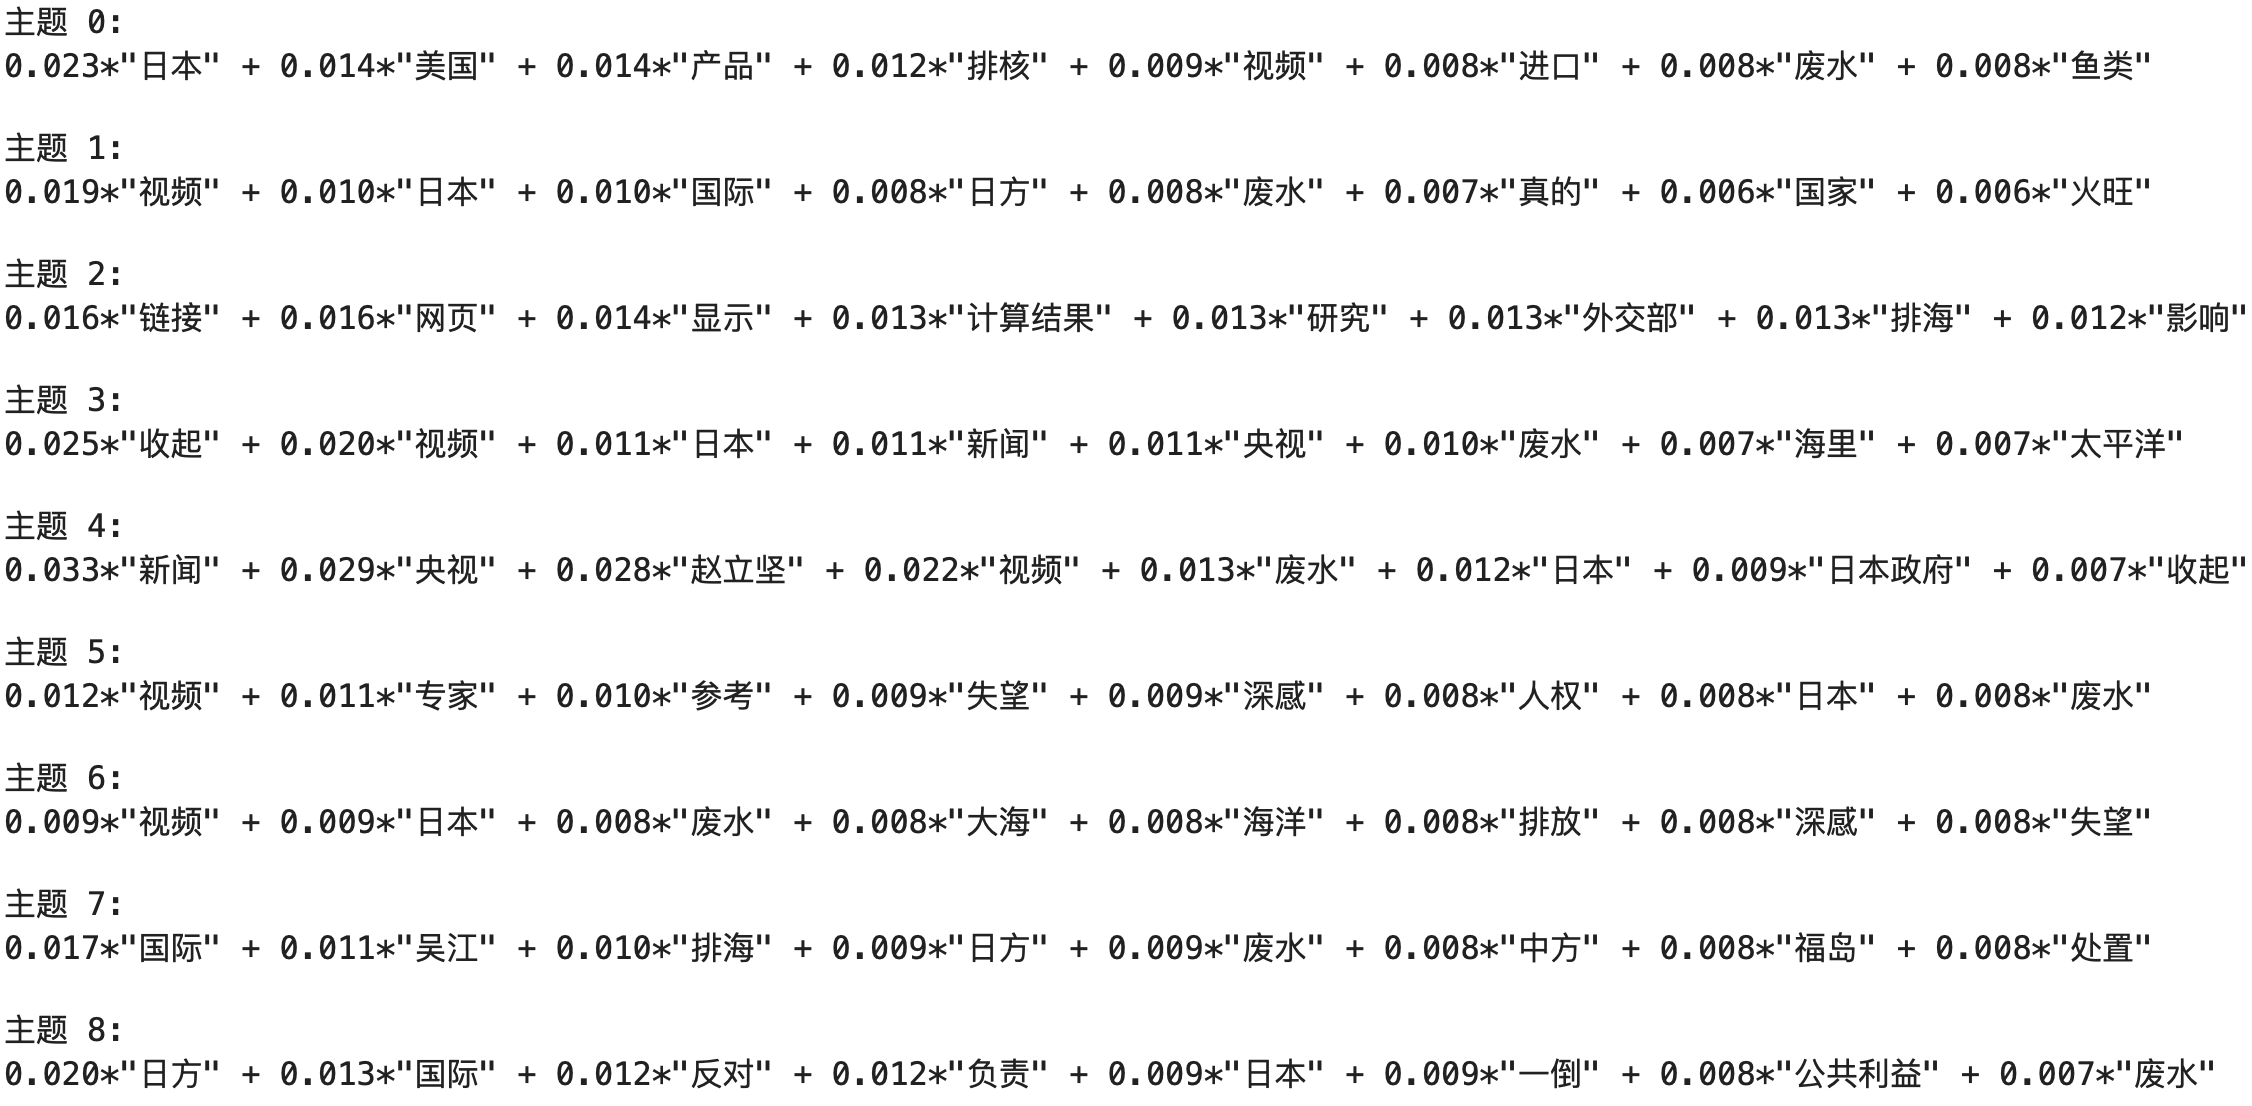 主题 0:
0.023*"日本" + 0.014*"美国" + 0.014*"产品" + 0.012*"排核" + 0.009*"视频" + 0.008*"进口" + 0.008*"废水" + 0.008*"鱼类"
主题 1:
0.019*"视频" + 0.010*"日本" + 0.010*"国际" + 0.008*"日方" + 0.008*"废水" + 0.007*"真的" + 0.006*"国家" + 0.006*"火旺"
主题 2:
0.016*"链接" + 0.016*"网页" + 0.014*"显示" + 0.013*"计算结果" + 0.013*"研究" + 0.013*"外交部" + 0.013*"排海" + 0.012*"影响"
主题 3:
0.025*"收起" + 0.020*"视频" + 0.011*"日本" + 0.011*"新闻" + 0.011*"央视" + 0.010*"废水" + 0.007*"海里" + 0.007*"太平洋"
主题 4:
0.033*"新闻" + 0.029*"央视" + 0.028*"赵立坚" + 0.022*"视频" + 0.013*"废水" + 0.012*"日本" + 0.009*"日本政府" + 0.007*"收起"
主题 5:
0.012*"视频" + 0.011*"专家" + 0.010*"参考" + 0.009*"失望" + 0.009*"深感" + 0.008*"人权" + 0.008*"日本" + 0.008*"废水"
主题 6:
0.009*"视频" + 0.009*"日本" + 0.008*"废水" + 0.008*"大海" + 0.008*"海洋" + 0.008*"排放" + 0.008*"深感" + 0.008*"失望"
主题 7:
0.017*"国际" + 0.011*"吴江" + 0.010*"排海" + 0.009*"日方" + 0.009*"废水" + 0.008*"中方" + 0.008*"福岛" + 0.008*"处置"
主题 8:
0.020*"日方" + 0.013*"国际" + 0.012*"反对" + 0.012*"负责" + 0.009*"日本" + 0.009*"一倒" + 0.008*"公共利益" + 0.007*"废水"